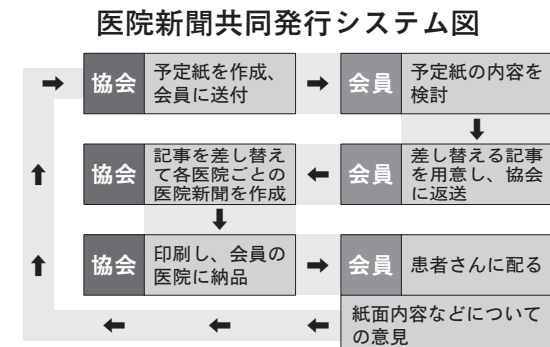 医院新聞共同発行システム図
協会
予定紙を作成、
会員に送付
会員
予定紙の内容を
検討
協会
記事を差し替え
て各医院ごとの
医院新聞を作成
会員
差し替える記事
を用意し、協会
に返送
協会
印刷し、会員の
医院に納品
会員
患者さんに配る
紙面内容などについて
の意見